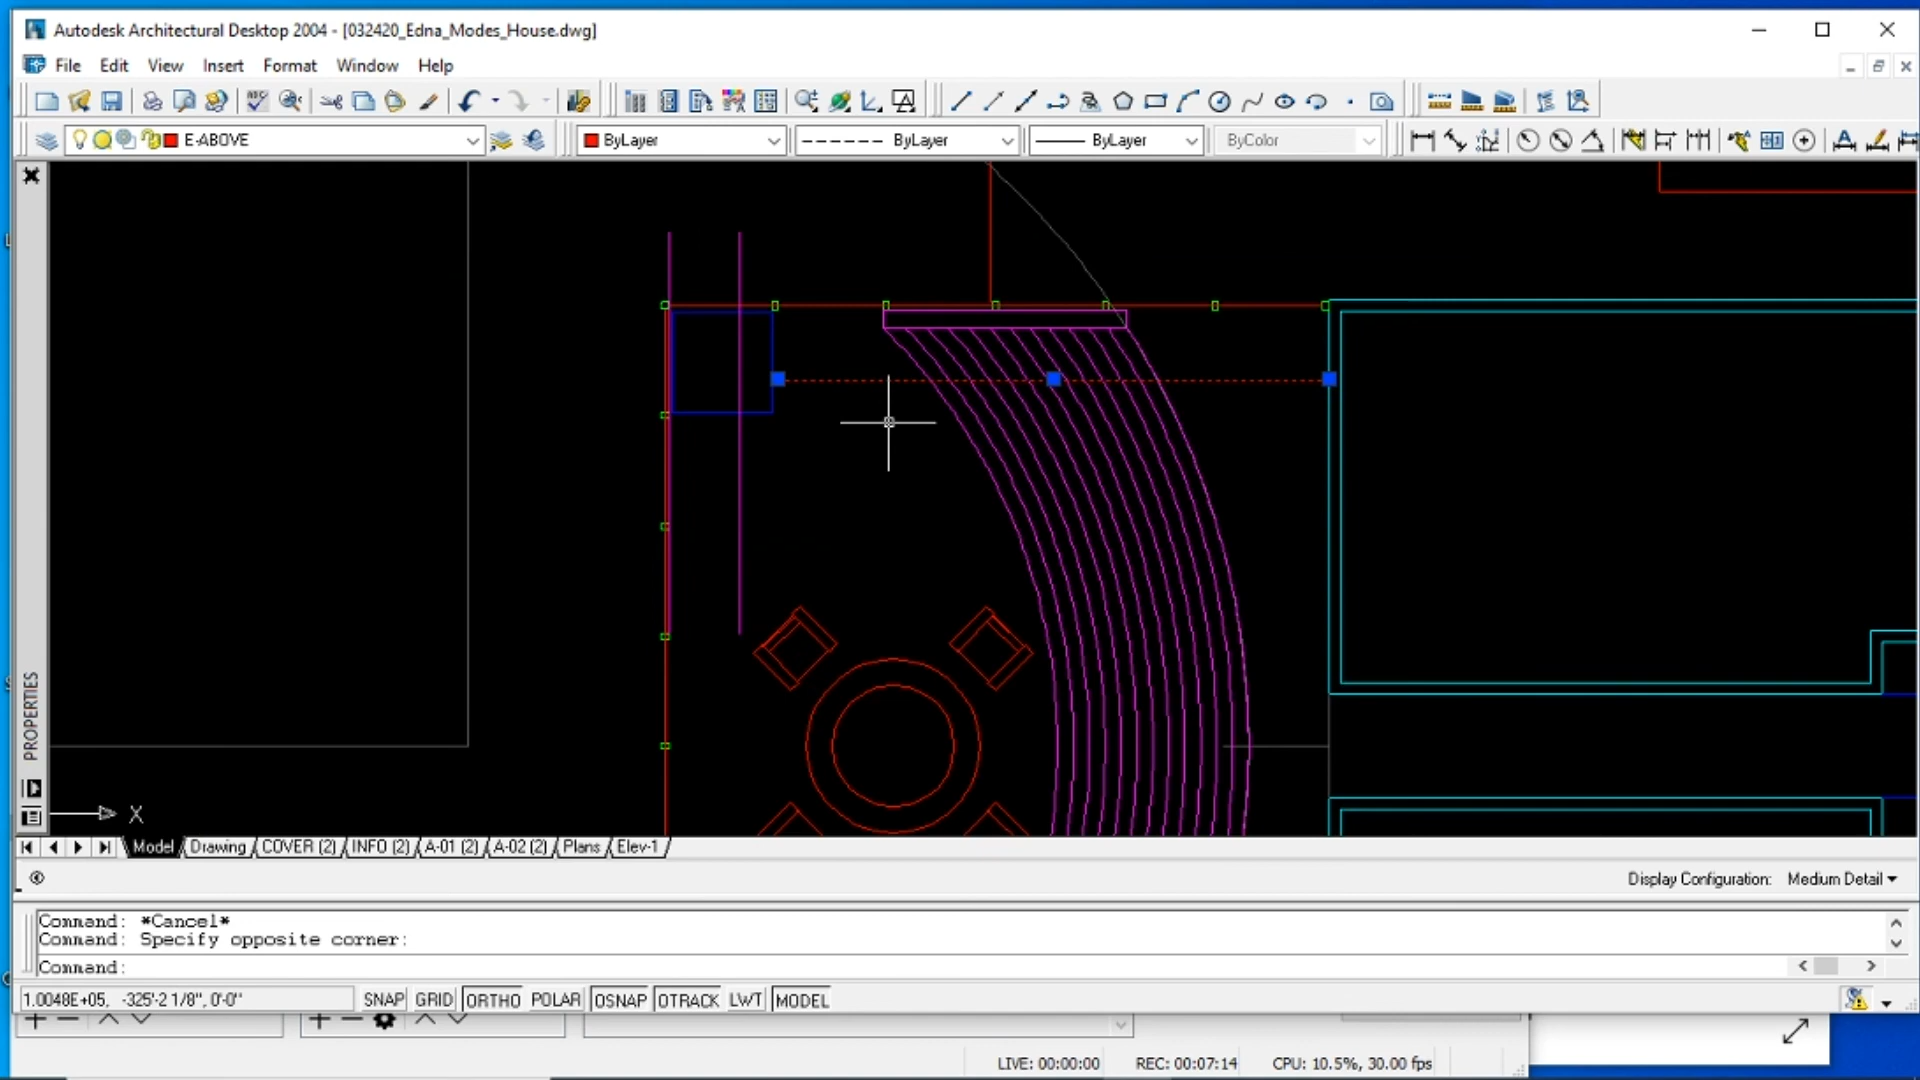 Autodesk Architectural Desktop 2004 - [032420_Edna_Modes_House.dwg]
File Edit View Insert Format Window Help
E-ABOVE ByLayer ByLayer ByLayer ByColor
PROPERTIES
X
Model Drawing COVER (2) INFO (2) A-01 (2) A-02 (2) Plans Elev-1
Display Configuration: Medium Detail
Command: *Cancel*
Command: Specify opposite corner:
Command:
1.0048E+05, -325'-2 1/8", 0'-0" SNAP GRID ORTHO POLAR OSNAP OTRACK LWT MODEL
LIVE: 00:00:00 REC: 00:07:14 CPU: 10.5%, 30.00 fps